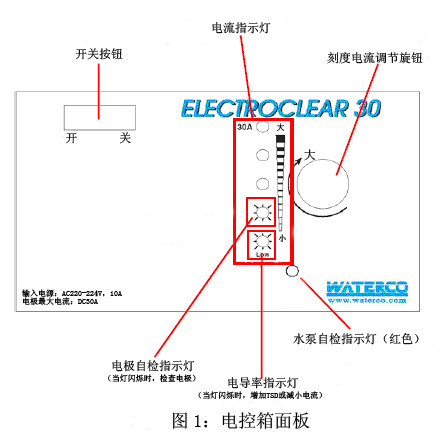 电流指示灯
开关按钮
刻度电流调节旋钮
ELECTROCLEAR 30
30A 大
大
开 关
小
Low
WATERCO
www.waterco.com
输入电源：AC220-224V，10A
电极最大电流：DC30A
水泵自检指示灯（红色）
电极自检指示灯
（当灯闪烁时，检查电极）
电导率指示灯
（当灯闪烁时，增加TSD或减小电流）
图1：电控箱面板